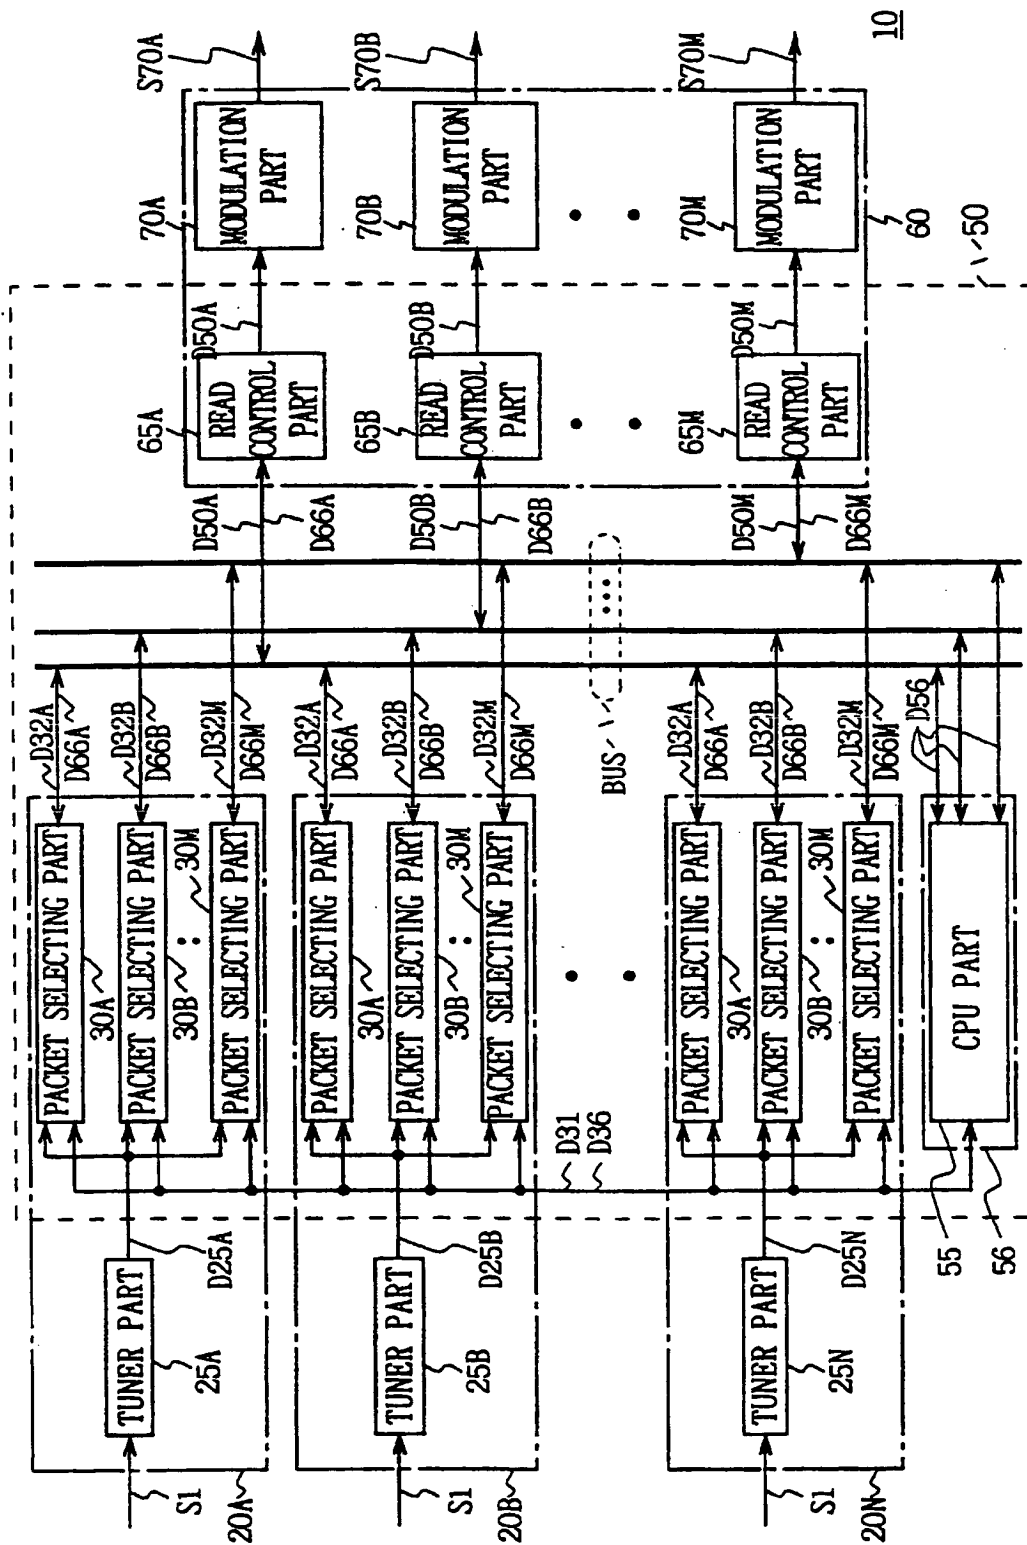 10
20A
S1
TUNER PART
25A
D25A
PACKET SELECTING PART
30A
PACKET SELECTING PART
30B
30M
PACKET SELECTING PART
D32A
D66A
D32B
D66B
D32M
D66M
20B
S1
TUNER PART
25B
D25B
PACKET SELECTING PART
30A
PACKET SELECTING PART
30B
30M
PACKET SELECTING PART
D32A
D66A
D32B
D66B
D32M
D66M
D31
D36
BUS
20N
S1
TUNER PART
25N
D25N
PACKET SELECTING PART
30A
PACKET SELECTING PART
30B
30M
PACKET SELECTING PART
D32A
D66A
D32B
D66B
D32M
D66M
55
CPU PART
56
D56
D50A
D66A
65A
READ
CONTROL
PART
D50A
70A
MODULATION
PART
S70A
D50B
D66B
65B
READ
CONTROL
PART
D50B
70B
MODULATION
PART
S70B
D50M
D66M
65M
READ
CONTROL
PART
D50M
70M
MODULATION
PART
S70M
60
50